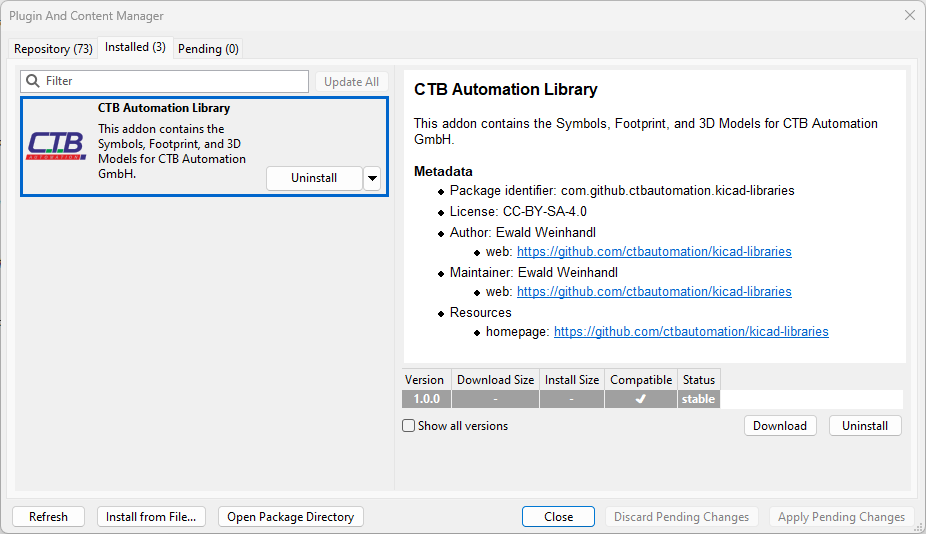 Plugin And Content Manager
Repository (73) Installed (3) Pending (0)
Filter
Update All
CTB Automation Library
CTB
AUTOMATION
This addon contains the
Symbols, Footprint, and 3D
Models for CTB Automation
GmbH.
Uninstall
CTB Automation Library
This addon contains the Symbols, Footprint, and 3D Models for CTB Automation
GmbH.
Metadata
Package identifier: com.github.ctbautomation.kicad-libraries
License: CC-BY-SA-4.0
Author: Ewald Weinhandl
web: https://github.com/ctbautomation/kicad-libraries
Maintainer: Ewald Weinhandl
web: https://github.com/ctbautomation/kicad-libraries
Resources
homepage: https://github.com/ctbautomation/kicad-libraries
Version Download Size Install Size Compatible Status
1.0.0 - - ✔ stable
Show all versions
Download Uninstall
Refresh Install from File... Open Package Directory Close Discard Pending Changes Apply Pending Changes